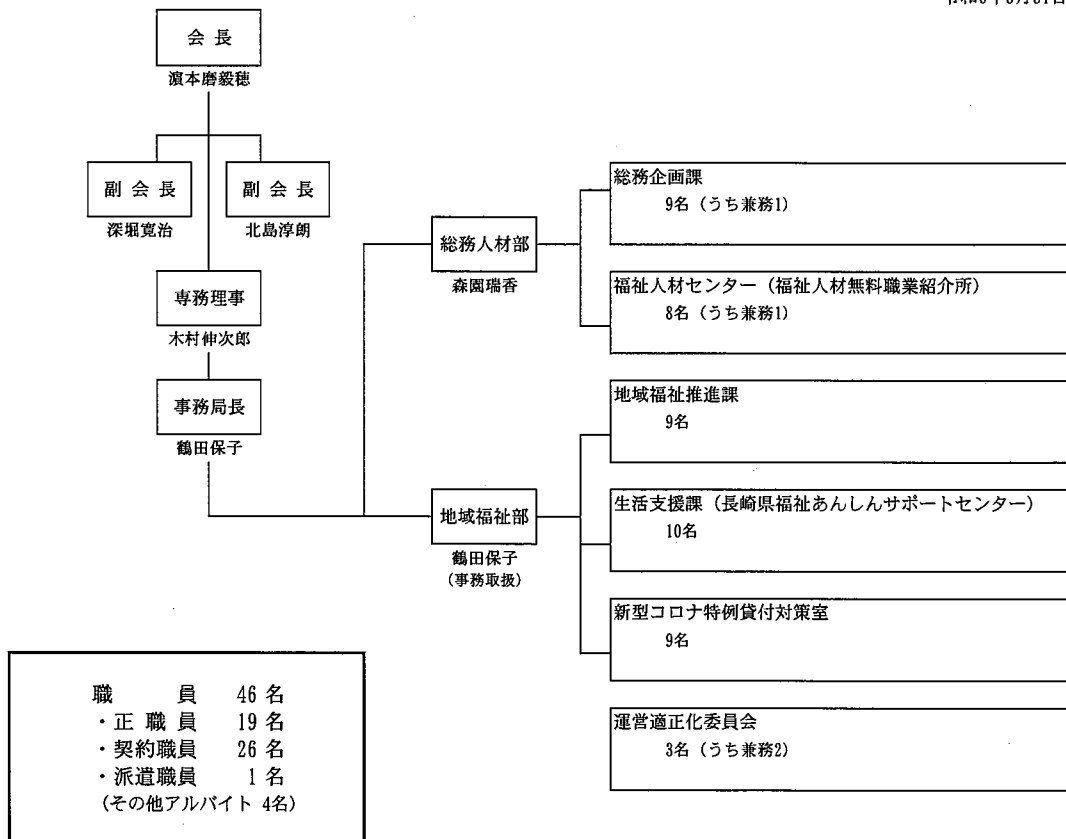 会長
濵本磨毅穂
副会長
深堀寛治
副会長
北島淳朗
専務理事
木村伸次郎
事務局長
鶴田保子
総務人材部
森園瑞香
地域福祉部
鶴田保子
(事務取扱)
総務企画課
9名 (うち兼務1)
福祉人材センター (福祉人材無料職業紹介所)
8名 (うち兼務1)
地域福祉推進課
9名
生活支援課 (長崎県福祉あんしんサポートセンター)
10名
新型コロナ特例貸付対策室
9名
運営適正化委員会
3名 (うち兼務2)
職員 46 名
・正職員 19 名
・契約職員 26 名
・派遣職員 1 名
(その他アルバイト 4名)